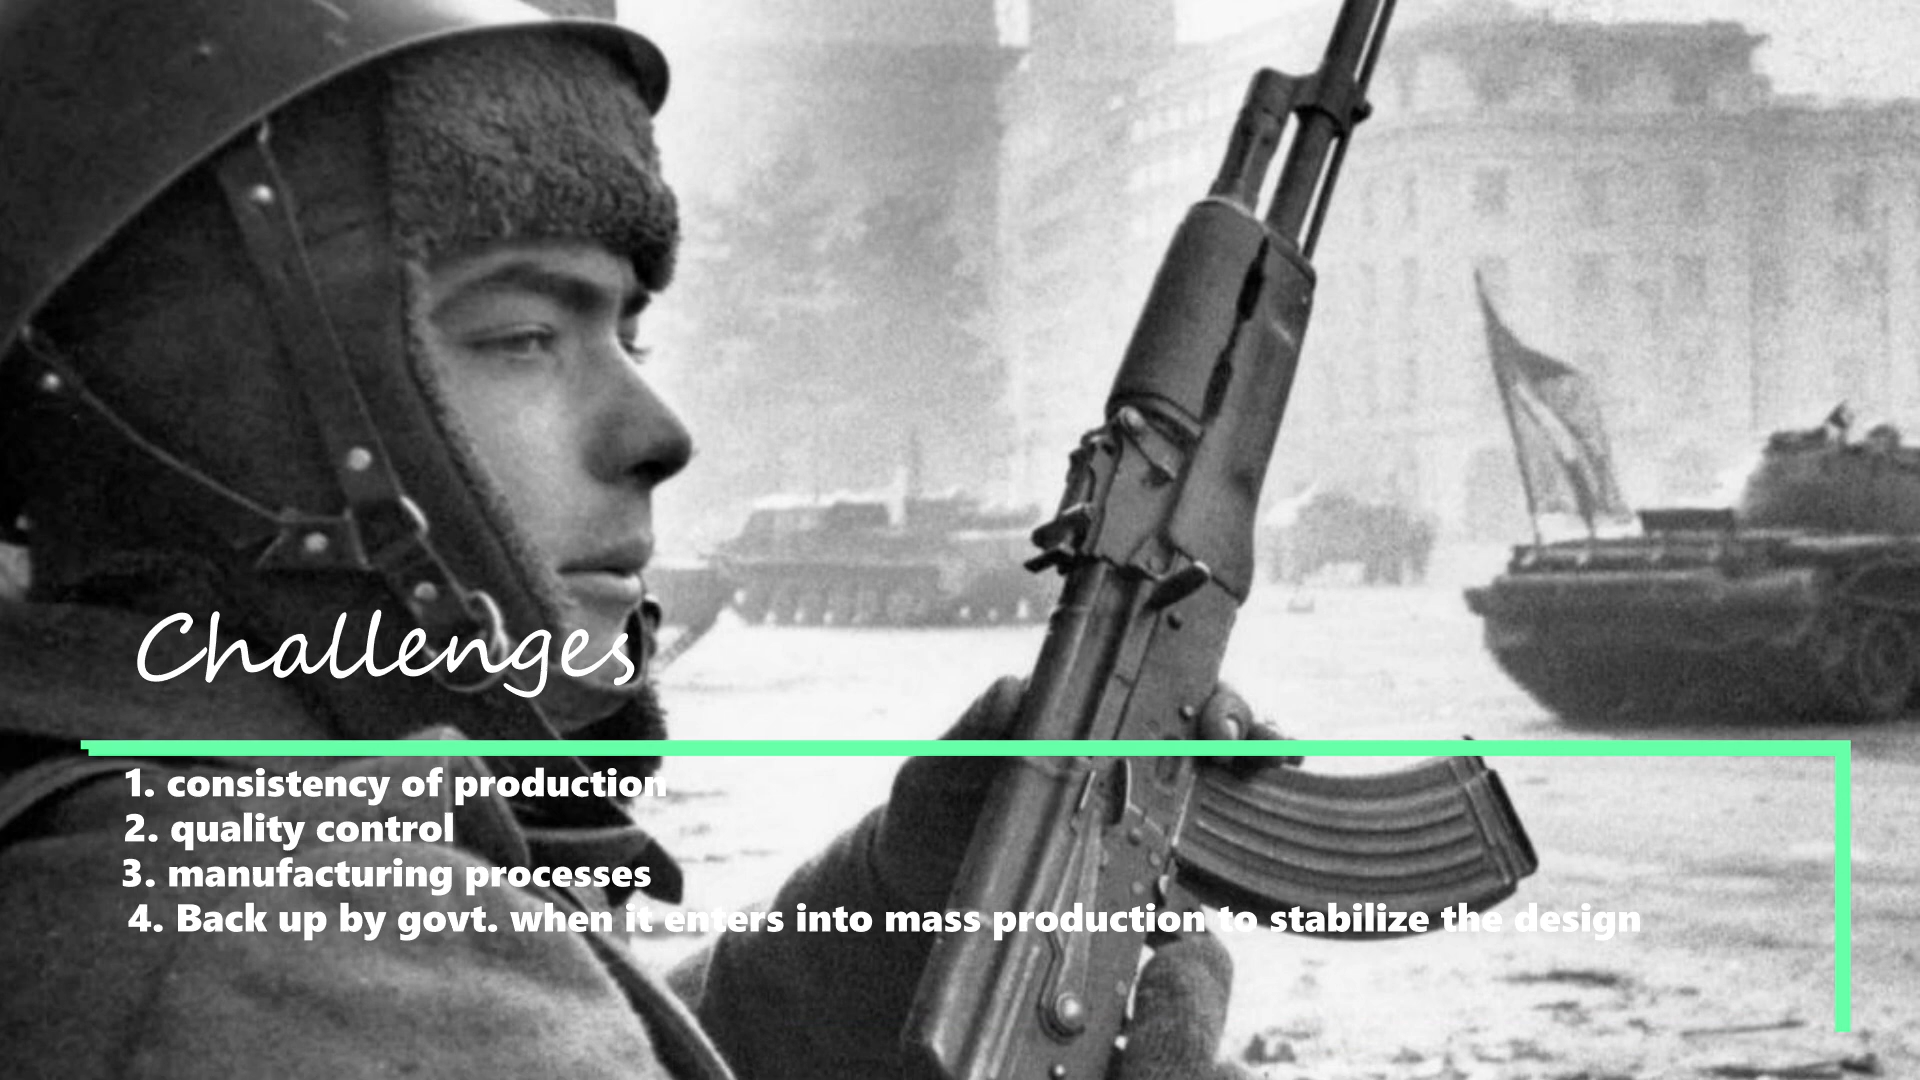 Challenges
1. consistency of production
2. quality control
3. manufacturing processes
4. Back up by govt. when it enters into mass production to stabilize the design